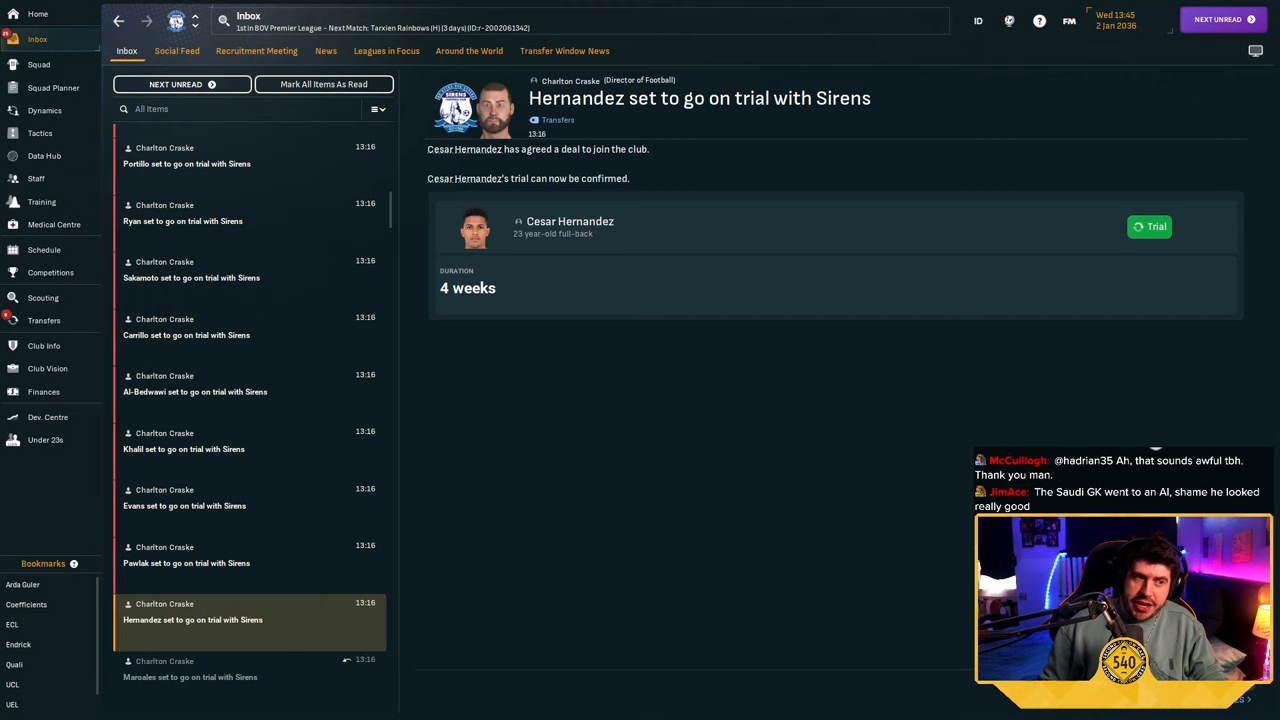 Home
Inbox
Squad
Squad Planner
Dynamics
Tactics
Data Hub
Staff
Training
Medical Centre
Schedule
Competitions
Scouting
Transfers
Club Info
Club Vision
Finances
Dev. Centre
Under 23s
Bookmarks
Arda Guler
Coefficients
ECL
Endrick
Quali
UCL
UEL
Inbox
1st in BOV Premier League - Next Match: Tarxien Rainbows (H) (3 days) (ID:r-2002061342)
ID
FM
Wed 13:45
2 Jan 2036
NEXT UNREAD
Inbox
Social Feed
Recruitment Meeting
News
Leagues in Focus
Around the World
Transfer Window News
NEXT UNREAD
Mark All Items As Read
All Items
Charlton Craske 13:16
Portillo set to go on trial with Sirens
Charlton Craske 13:16
Ryan set to go on trial with Sirens
Charlton Craske 13:16
Sakamoto set to go on trial with Sirens
Charlton Craske 13:16
Carrillo set to go on trial with Sirens
Charlton Craske 13:16
Al-Bedwawi set to go on trial with Sirens
Charlton Craske 13:16
Khalil set to go on trial with Sirens
Charlton Craske 13:16
Evans set to go on trial with Sirens
Charlton Craske 13:16
Pawlak set to go on trial with Sirens
Charlton Craske 13:16
Hernandez set to go on trial with Sirens
Charlton Craske 13:16
Maroales set to go on trial with Sirens
SIRENS
Charlton Craske (Director of Football)
Hernandez set to go on trial with Sirens
Transfers
13:16
Cesar Hernandez has agreed a deal to join the club.
Cesar Hernandez's trial can now be confirmed.
Cesar Hernandez
23 year-old full-back
Trial
DURATION
4 weeks
McCulllogh: @hadrian35 Ah, that sounds awful tbh.
Thank you man.
JimAce: The Saudi GK went to an AI, shame he looked
really good
540